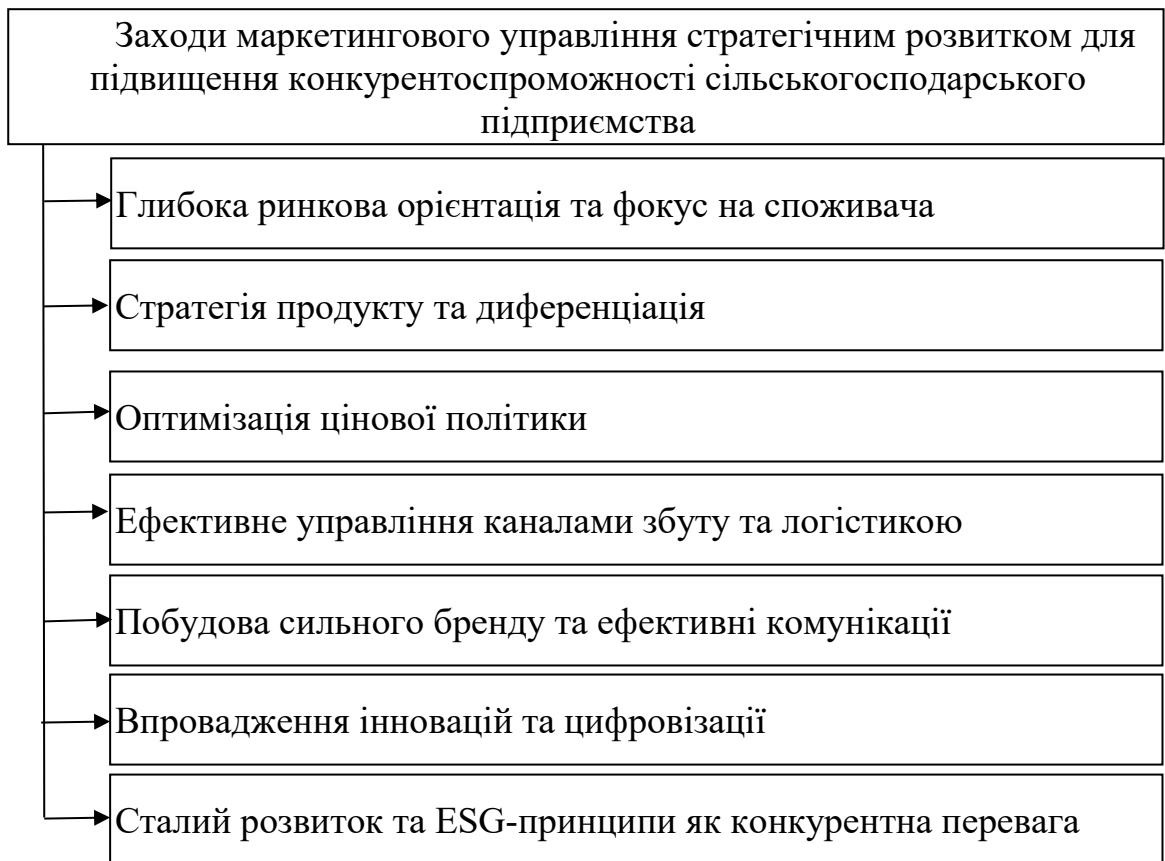 Заходи маркетингового управління стратегічним розвитком для
підвищення конкурентоспроможності сільськогосподарського
підприємства
Глибока ринкова орієнтація та фокус на споживача
Стратегія продукту та диференціація
Оптимізація цінової політики
Ефективне управління каналами збуту та логістикою
Побудова сильного бренду та ефективні комунікації
Впровадження інновацій та цифровізації
Сталий розвиток та ESG-принципи як конкурентна перевага